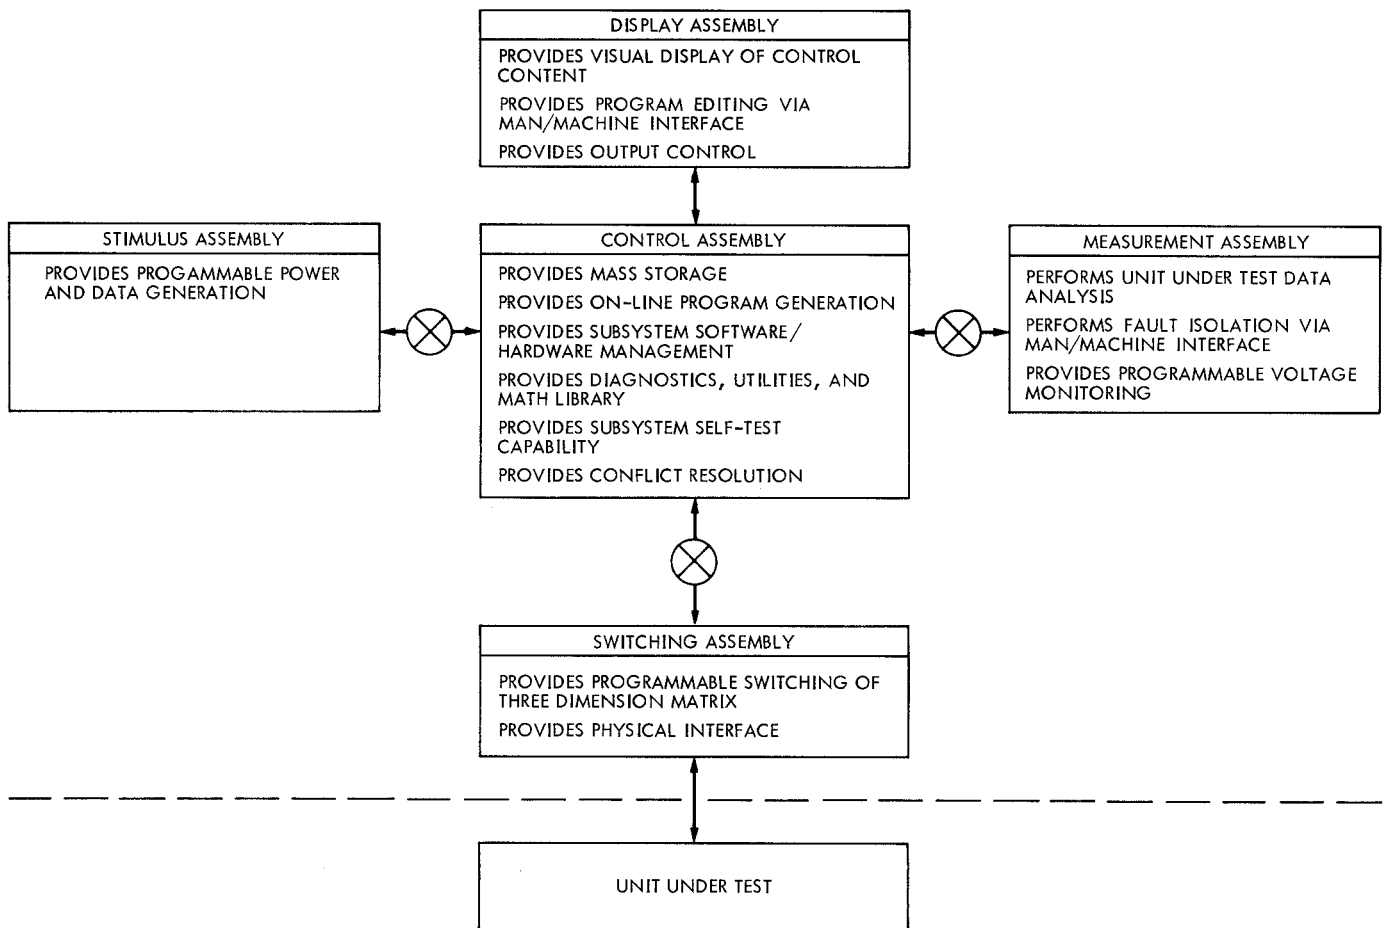 DISPLAY ASSEMBLY
PROVIDES VISUAL DISPLAY OF CONTROL
CONTENT
PROVIDES PROGRAM EDITING VIA
MAN/MACHINE INTERFACE
PROVIDES OUTPUT CONTROL
STIMULUS ASSEMBLY
PROVIDES PROGAMMABLE POWER
AND DATA GENERATION
CONTROL ASSEMBLY
PROVIDES MASS STORAGE
PROVIDES ON-LINE PROGRAM GENERATION
PROVIDES SUBSYSTEM SOFTWARE/
HARDWARE MANAGEMENT
PROVIDES DIAGNOSTICS, UTILITIES, AND
MATH LIBRARY
PROVIDES SUBSYSTEM SELF-TEST
CAPABILITY
PROVIDES CONFLICT RESOLUTION
MEASUREMENT ASSEMBLY
PERFORMS UNIT UNDER TEST DATA
ANALYSIS
PERFORMS FAULT ISOLATION VIA
MAN/MACHINE INTERFACE
PROVIDES PROGRAMMABLE VOLTAGE
MONITORING
SWITCHING ASSEMBLY
PROVIDES PROGRAMMABLE SWITCHING OF
THREE DIMENSION MATRIX
PROVIDES PHYSICAL INTERFACE
UNIT UNDER TEST